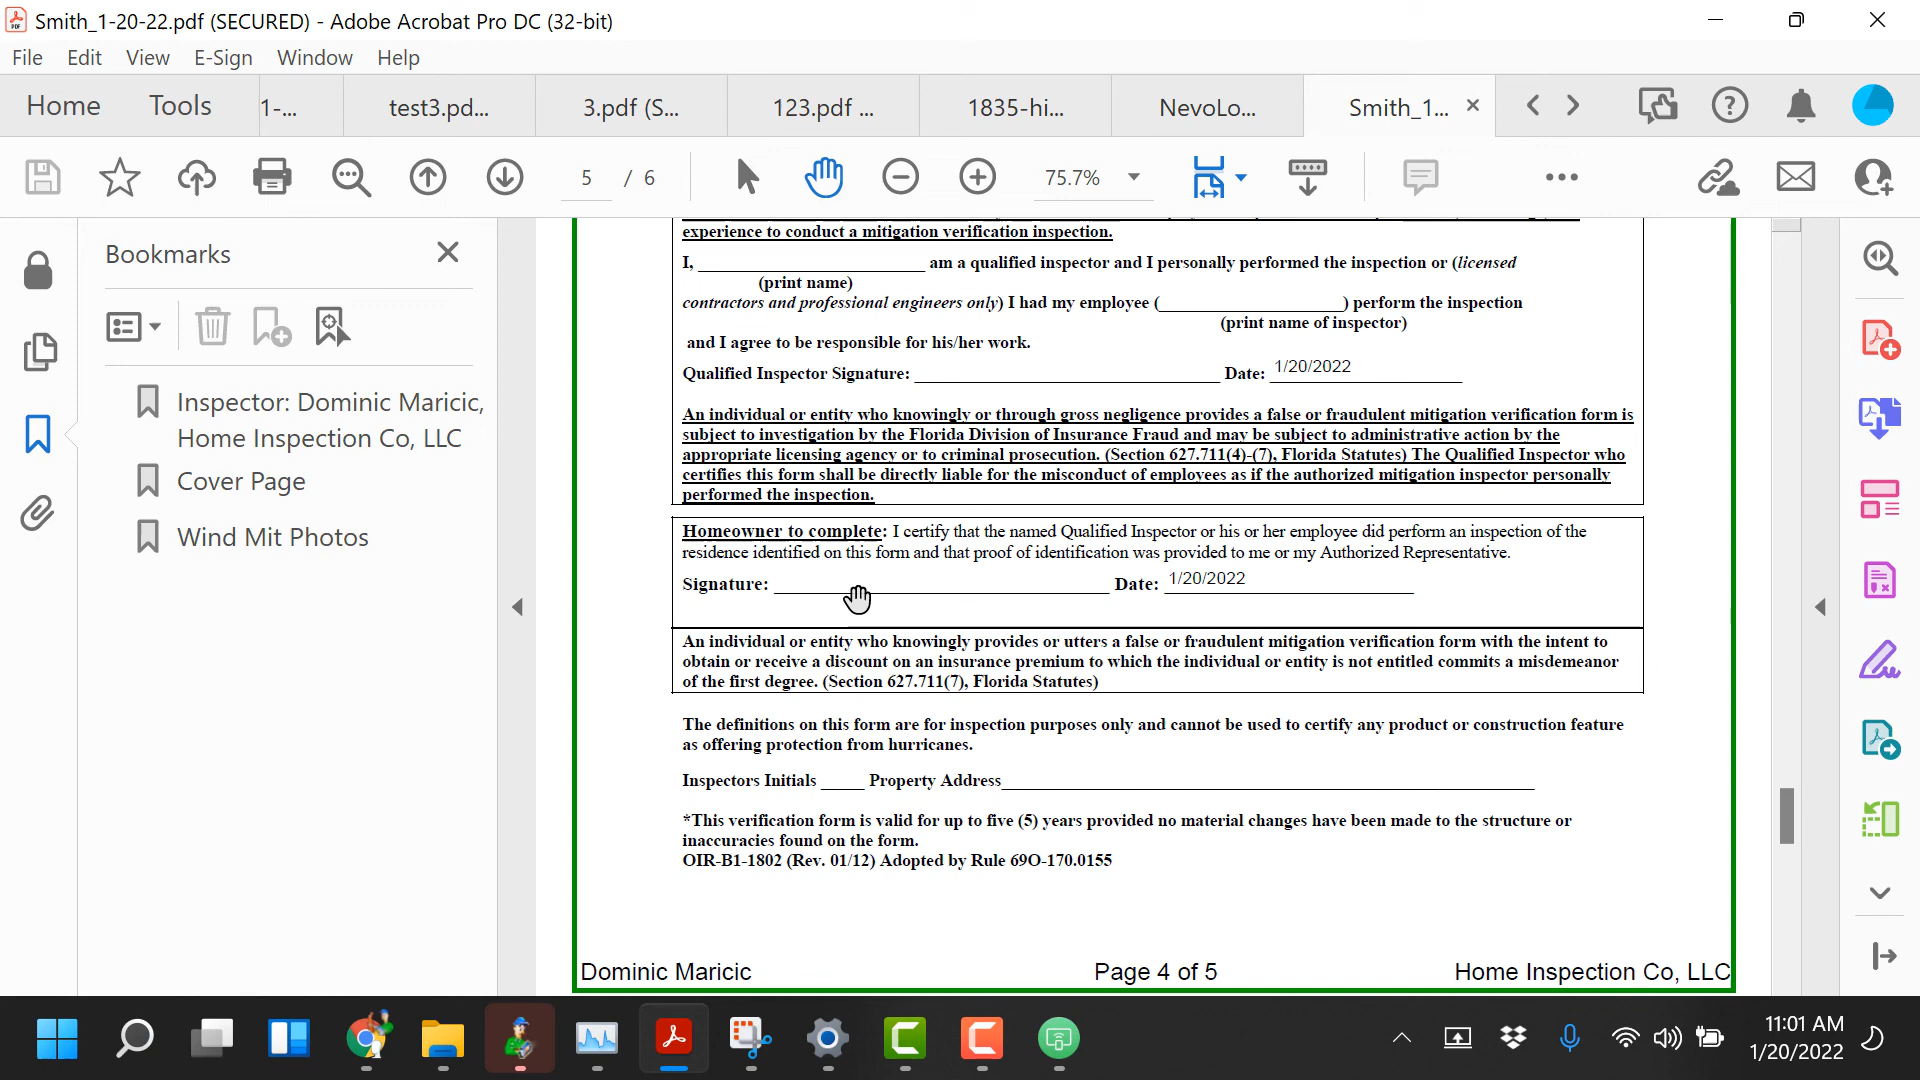 Smith_1-20-22.pdf (SECURED) - Adobe Acrobat Pro DC (32-bit)
File Edit View E-Sign Window Help
Home Tools 1-... test3.pd... 3.pdf (S... 123.pdf ... 1835-hi... NevoLo... Smith_1...
5 / 6 75.7%
Bookmarks
Inspector: Dominic Maricic,
Home Inspection Co, LLC
Cover Page
Wind Mit Photos
experience to conduct a mitigation verification inspection.
I, ____ am a qualified inspector and I personally performed the inspection or (licensed
(print name)
contractors and professional engineers only) I had my employee (____) perform the inspection
(print name of inspector)
and I agree to be responsible for his/her work.
Qualified Inspector Signature: ____ Date: 1/20/2022
An individual or entity who knowingly or through gross negligence provides a false or fraudulent mitigation verification form is
subject to investigation by the Florida Division of Insurance Fraud and may be subject to administrative action by the
appropriate licensing agency or to criminal prosecution. (Section 627.711(4)-(7), Florida Statutes) The Qualified Inspector who
certifies this form shall be directly liable for the misconduct of employees as if the authorized mitigation inspector personally
performed the inspection.
Homeowner to complete: I certify that the named Qualified Inspector or his or her employee did perform an inspection of the
residence identified on this form and that proof of identification was provided to me or my Authorized Representative.
Signature: ____ Date: 1/20/2022
An individual or entity who knowingly provides or utters a false or fraudulent mitigation verification form with the intent to
obtain or receive a discount on an insurance premium to which the individual or entity is not entitled commits a misdemeanor
of the first degree. (Section 627.711(7), Florida Statutes)
The definitions on this form are for inspection purposes only and cannot be used to certify any product or construction feature
as offering protection from hurricanes.
Inspectors Initials ____ Property Address____
*This verification form is valid for up to five (5) years provided no material changes have been made to the structure or
inaccuracies found on the form.
OIR-B1-1802 (Rev. 01/12) Adopted by Rule 69O-170.0155
Dominic Maricic Page 4 of 5 Home Inspection Co, LLC
11:01 AM
1/20/2022